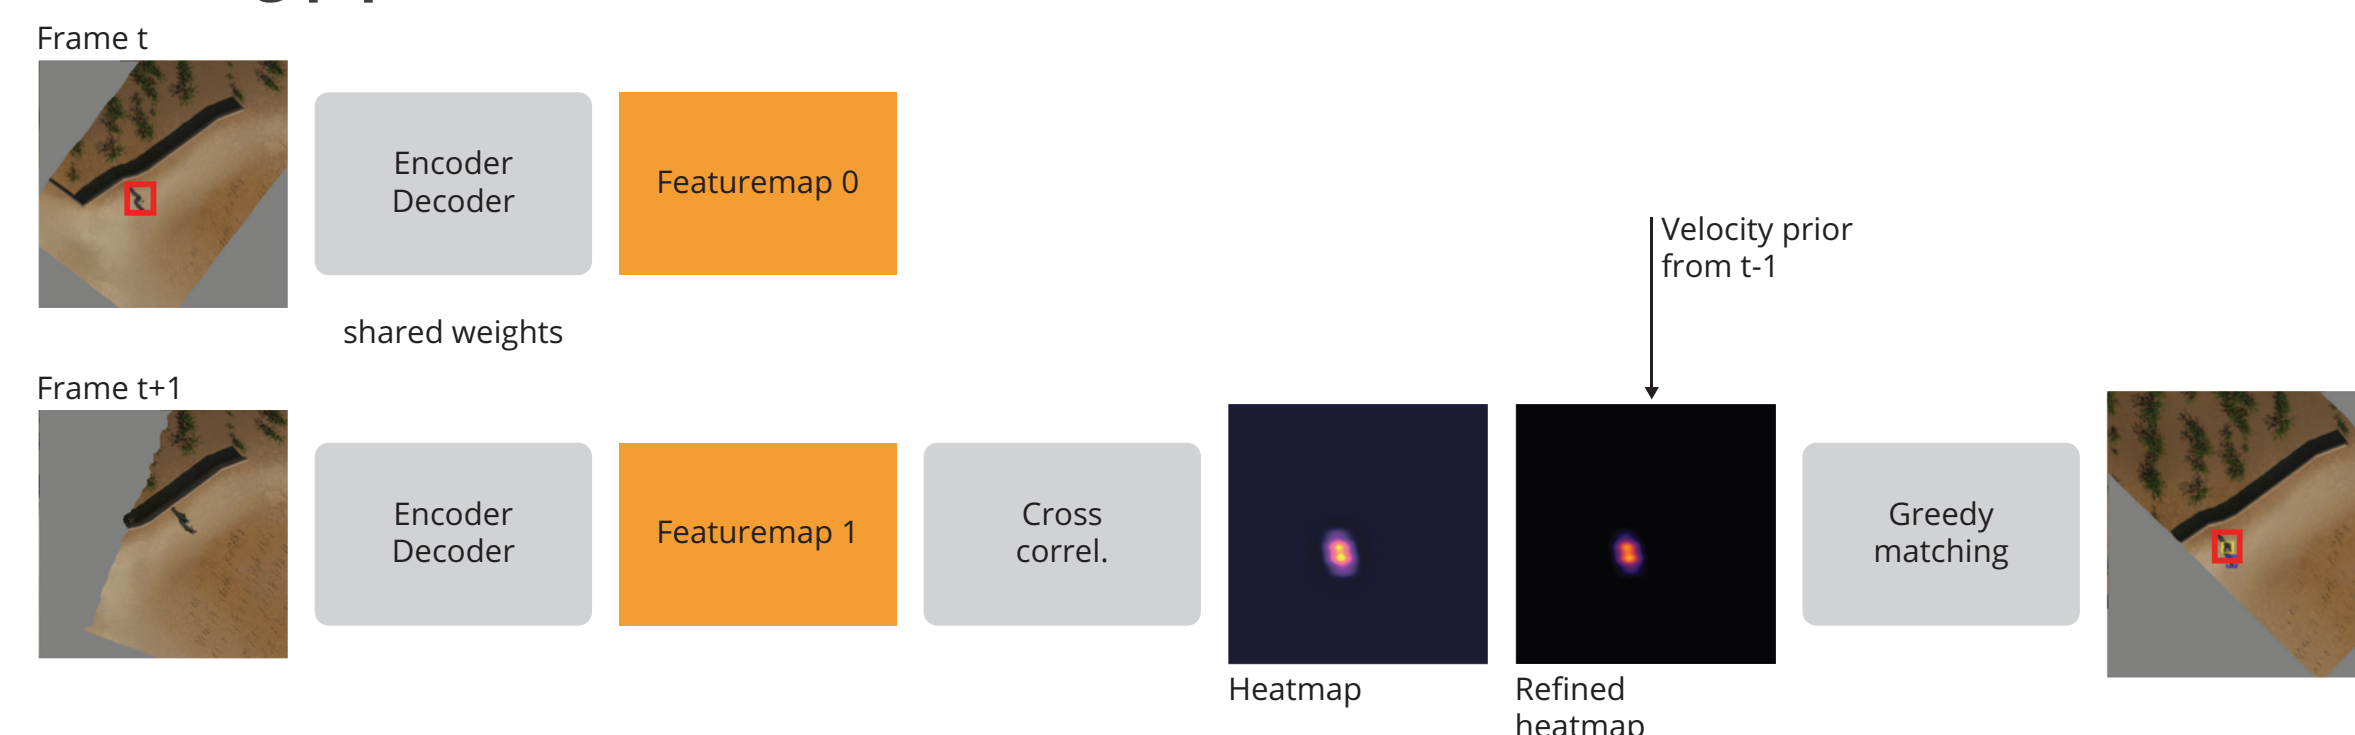 Frame t
Encoder
Decoder
Featuremap 0
Velocity prior
from t-1
shared weights
Frame t+1
Encoder
Decoder
Featuremap 1
Cross
correl.
Greedy
matching
Heatmap
Refined
heatmap